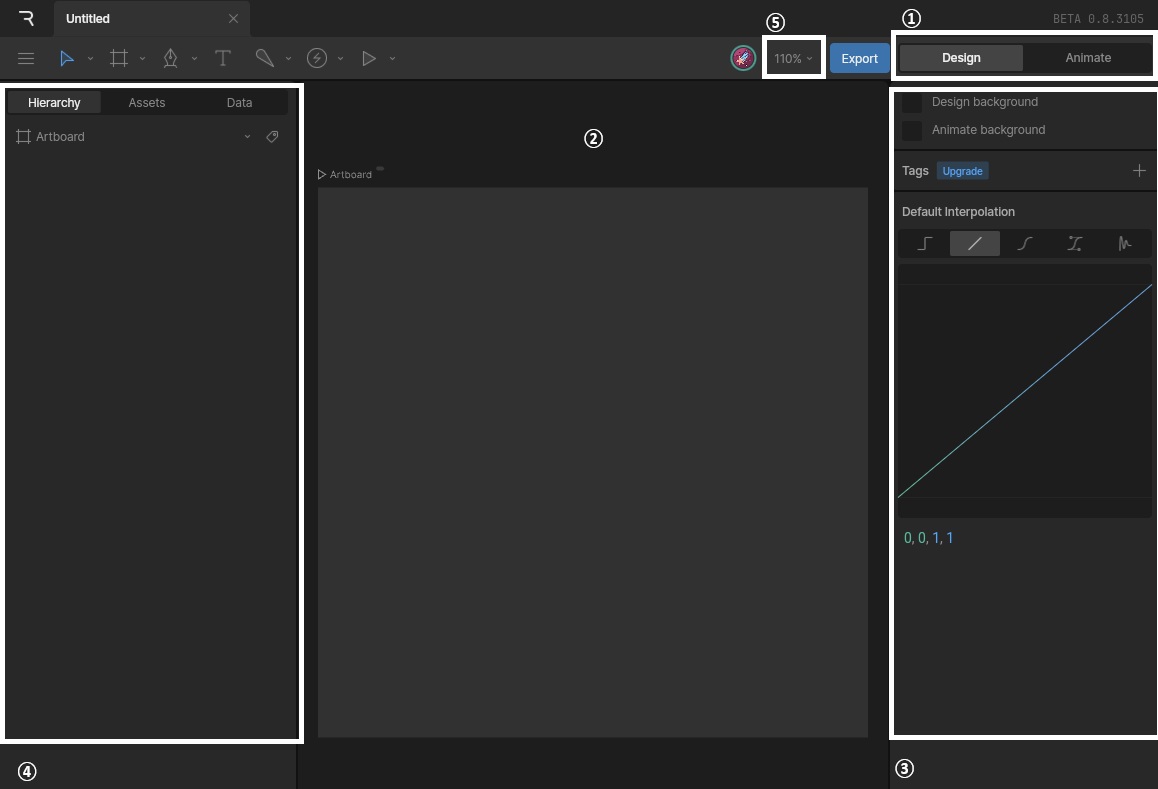 Untitled
BETA 0.8.3105
①
⑤
110%
Export
Design
Animate
Hierarchy
Assets
Data
Artboard
②
Artboard
Design background
Animate background
Tags
Upgrade
Default Interpolation
0, 0, 1, 1
④
③